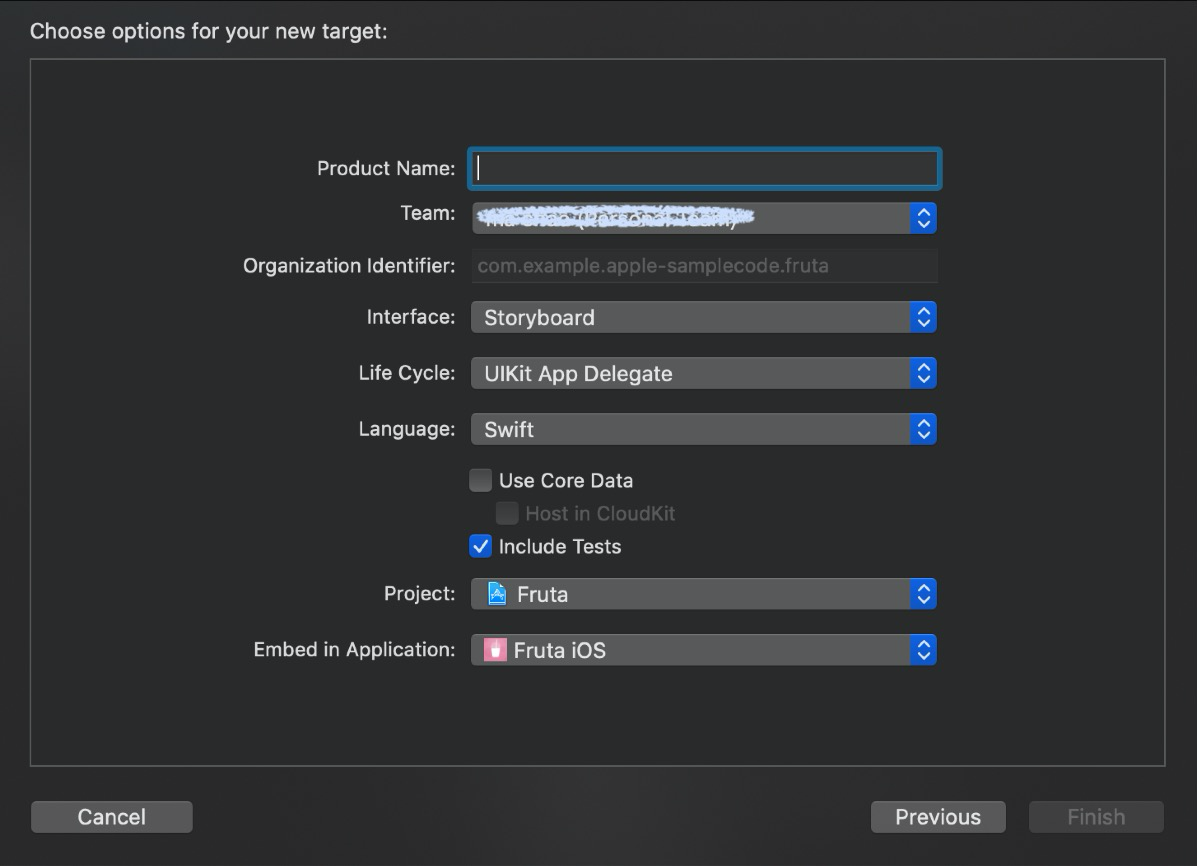 Choose options for your new target:
Product Name:
Team:
Organization Identifier: com.example.apple-samplecode.fruta
Interface: Storyboard
Life Cycle: UIKit App Delegate
Language: Swift
Use Core Data
Host in CloudKit
Include Tests
Project: Fruta
Embed in Application: Fruta iOS
Cancel Previous Finish